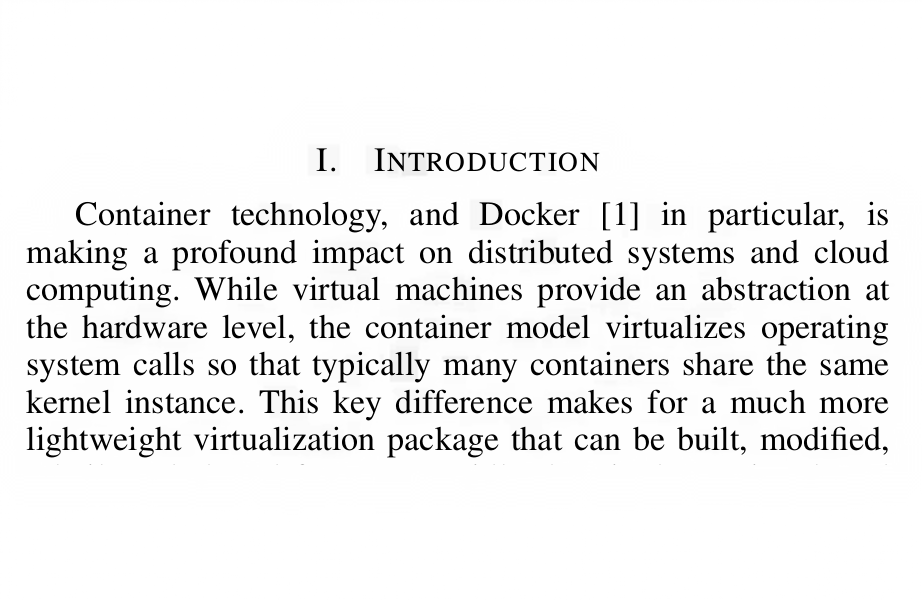 I. INTRODUCTION
Container technology, and Docker [1] in particular, is
making a profound impact on distributed systems and cloud
computing. While virtual machines provide an abstraction at
the hardware level, the container model virtualizes operating
system calls so that typically many containers share the same
kernel instance. This key difference makes for a much more
lightweight virtualization package that can be built, modified,